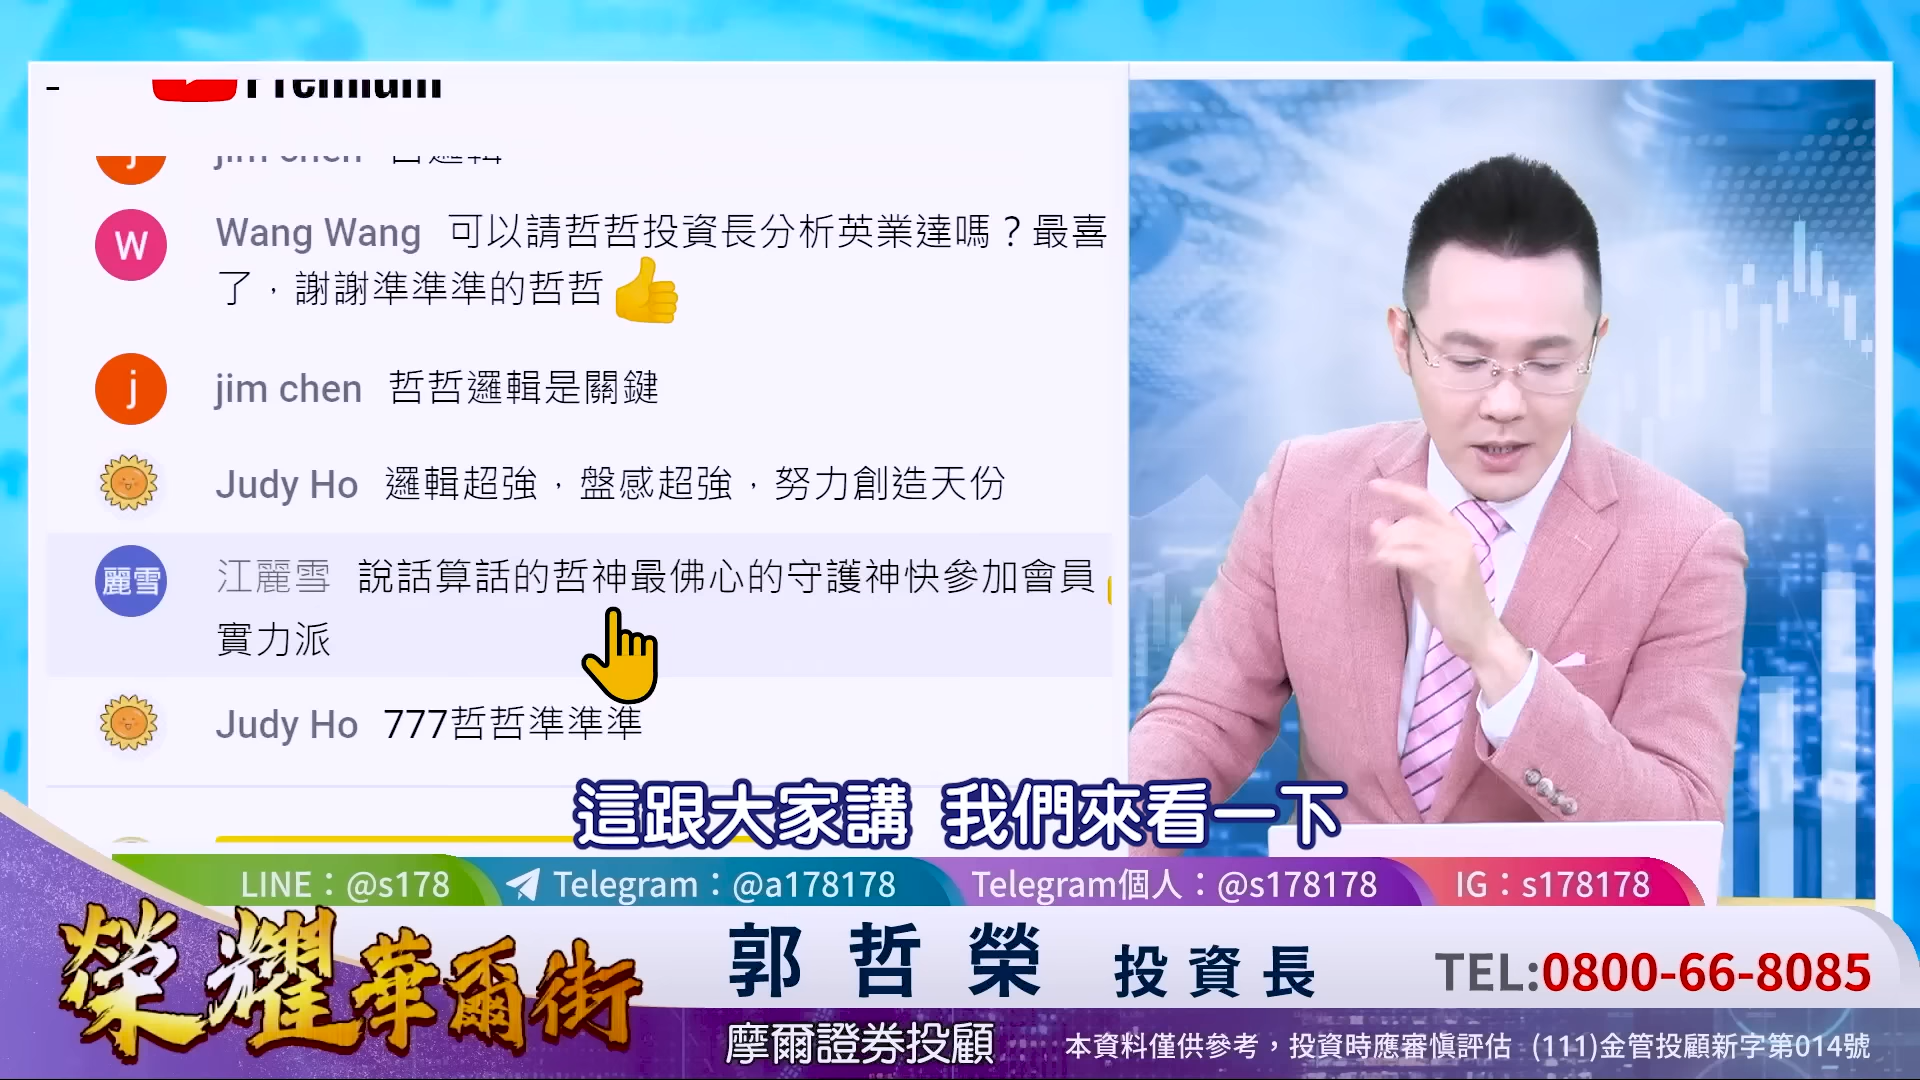 Premium
jim chen 哲邏輯
W
Wang Wang 可以請哲哲投資長分析英業達嗎？最喜
了，謝謝準準準的哲哲
j
jim chen 哲哲邏輯是關鍵
Judy Ho 邏輯超強，盤感超強，努力創造天份
麗雪
江麗雪 說話算話的哲神最佛心的守護神快參加會員
實力派
Judy Ho 777哲哲準準準
這跟大家講 我們來看一下
LINE：@s178
Telegram：@a178178
Telegram個人：@s178178
IG：s178178
榮耀華爾街
郭哲榮 投資長
TEL:0800-66-8085
摩爾證券投顧
本資料僅供參考，投資時應審慎評估 (111)金管投顧新字第014號